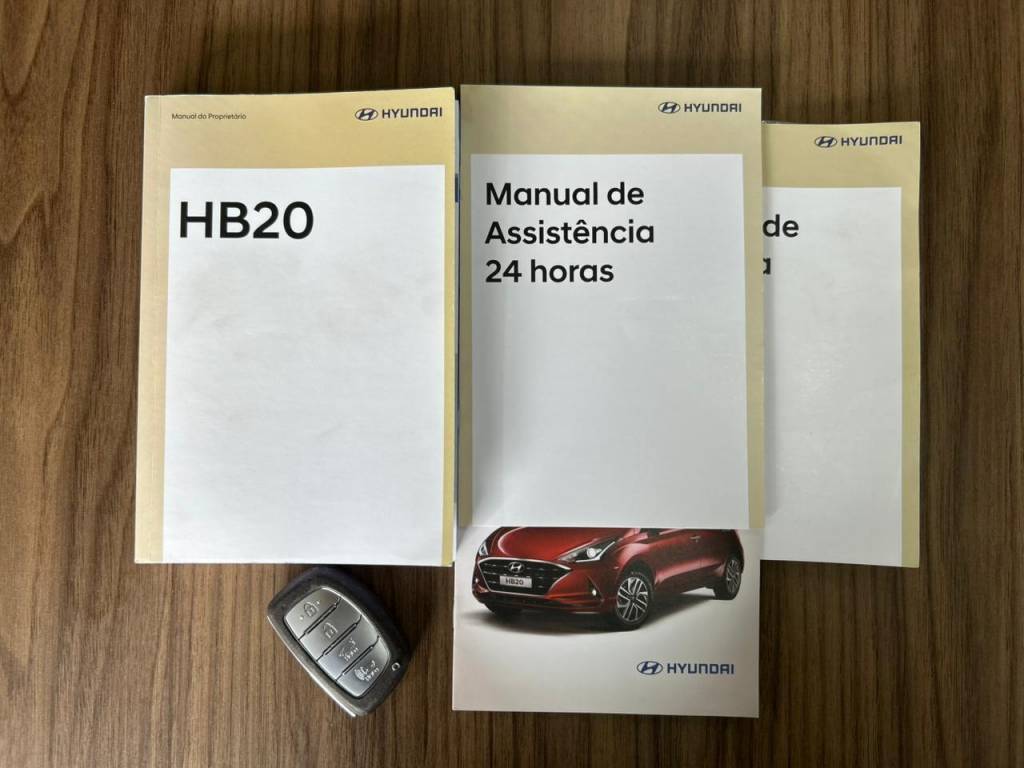 Manual do Proprietário
HYUNDAI
HB20
HYUNDAI
Manual de
Assistência
24 horas
HYUNDAI
de
a
HB20
HYUNDAI